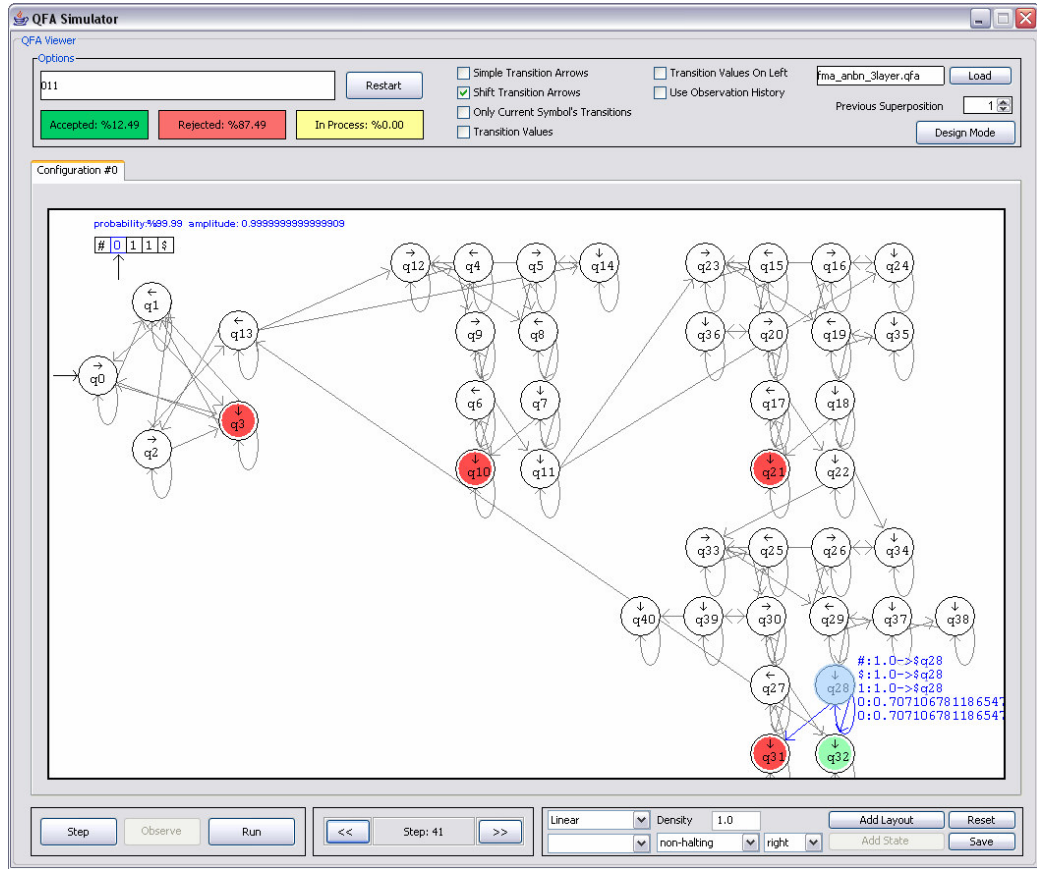 QFA Simulator
QFA Viewer
Options
011
Restart
Accepted: %12.49
Rejected: %87.49
In Process: %0.00
Simple Transition Arrows
Shift Transition Arrows
Only Current Symbol's Transitions
Transition Values
Transition Values On Left
Use Observation History
fma_anbn_3layer.qfa
Load
Previous Superposition
1
Design Mode
Configuration #0
probability:%99.99 amplitude: 0.9999999999999909
# 0 1 1 $
q12 q4 q5 q14 q23 q15 q16 q24
q1
q13 q9 q8 q36 q20 q19 q35
q0
q6 q7 q17 q18
q3
q2
q10 q11 q21 q22
q33 q25 q26 q34
q40 q39 q30 q29 q37 q38
#:1.0->$q28
q27 q28 $:1.0->$q28
1:1.0->$q28
0:0.707106781186547
0:0.707106781186547
q31 q32
Step
Observe
Run
<<
Step: 41
>>
Linear
Density
1.0
Add Layout
Reset
non-halting
right
Add State
Save